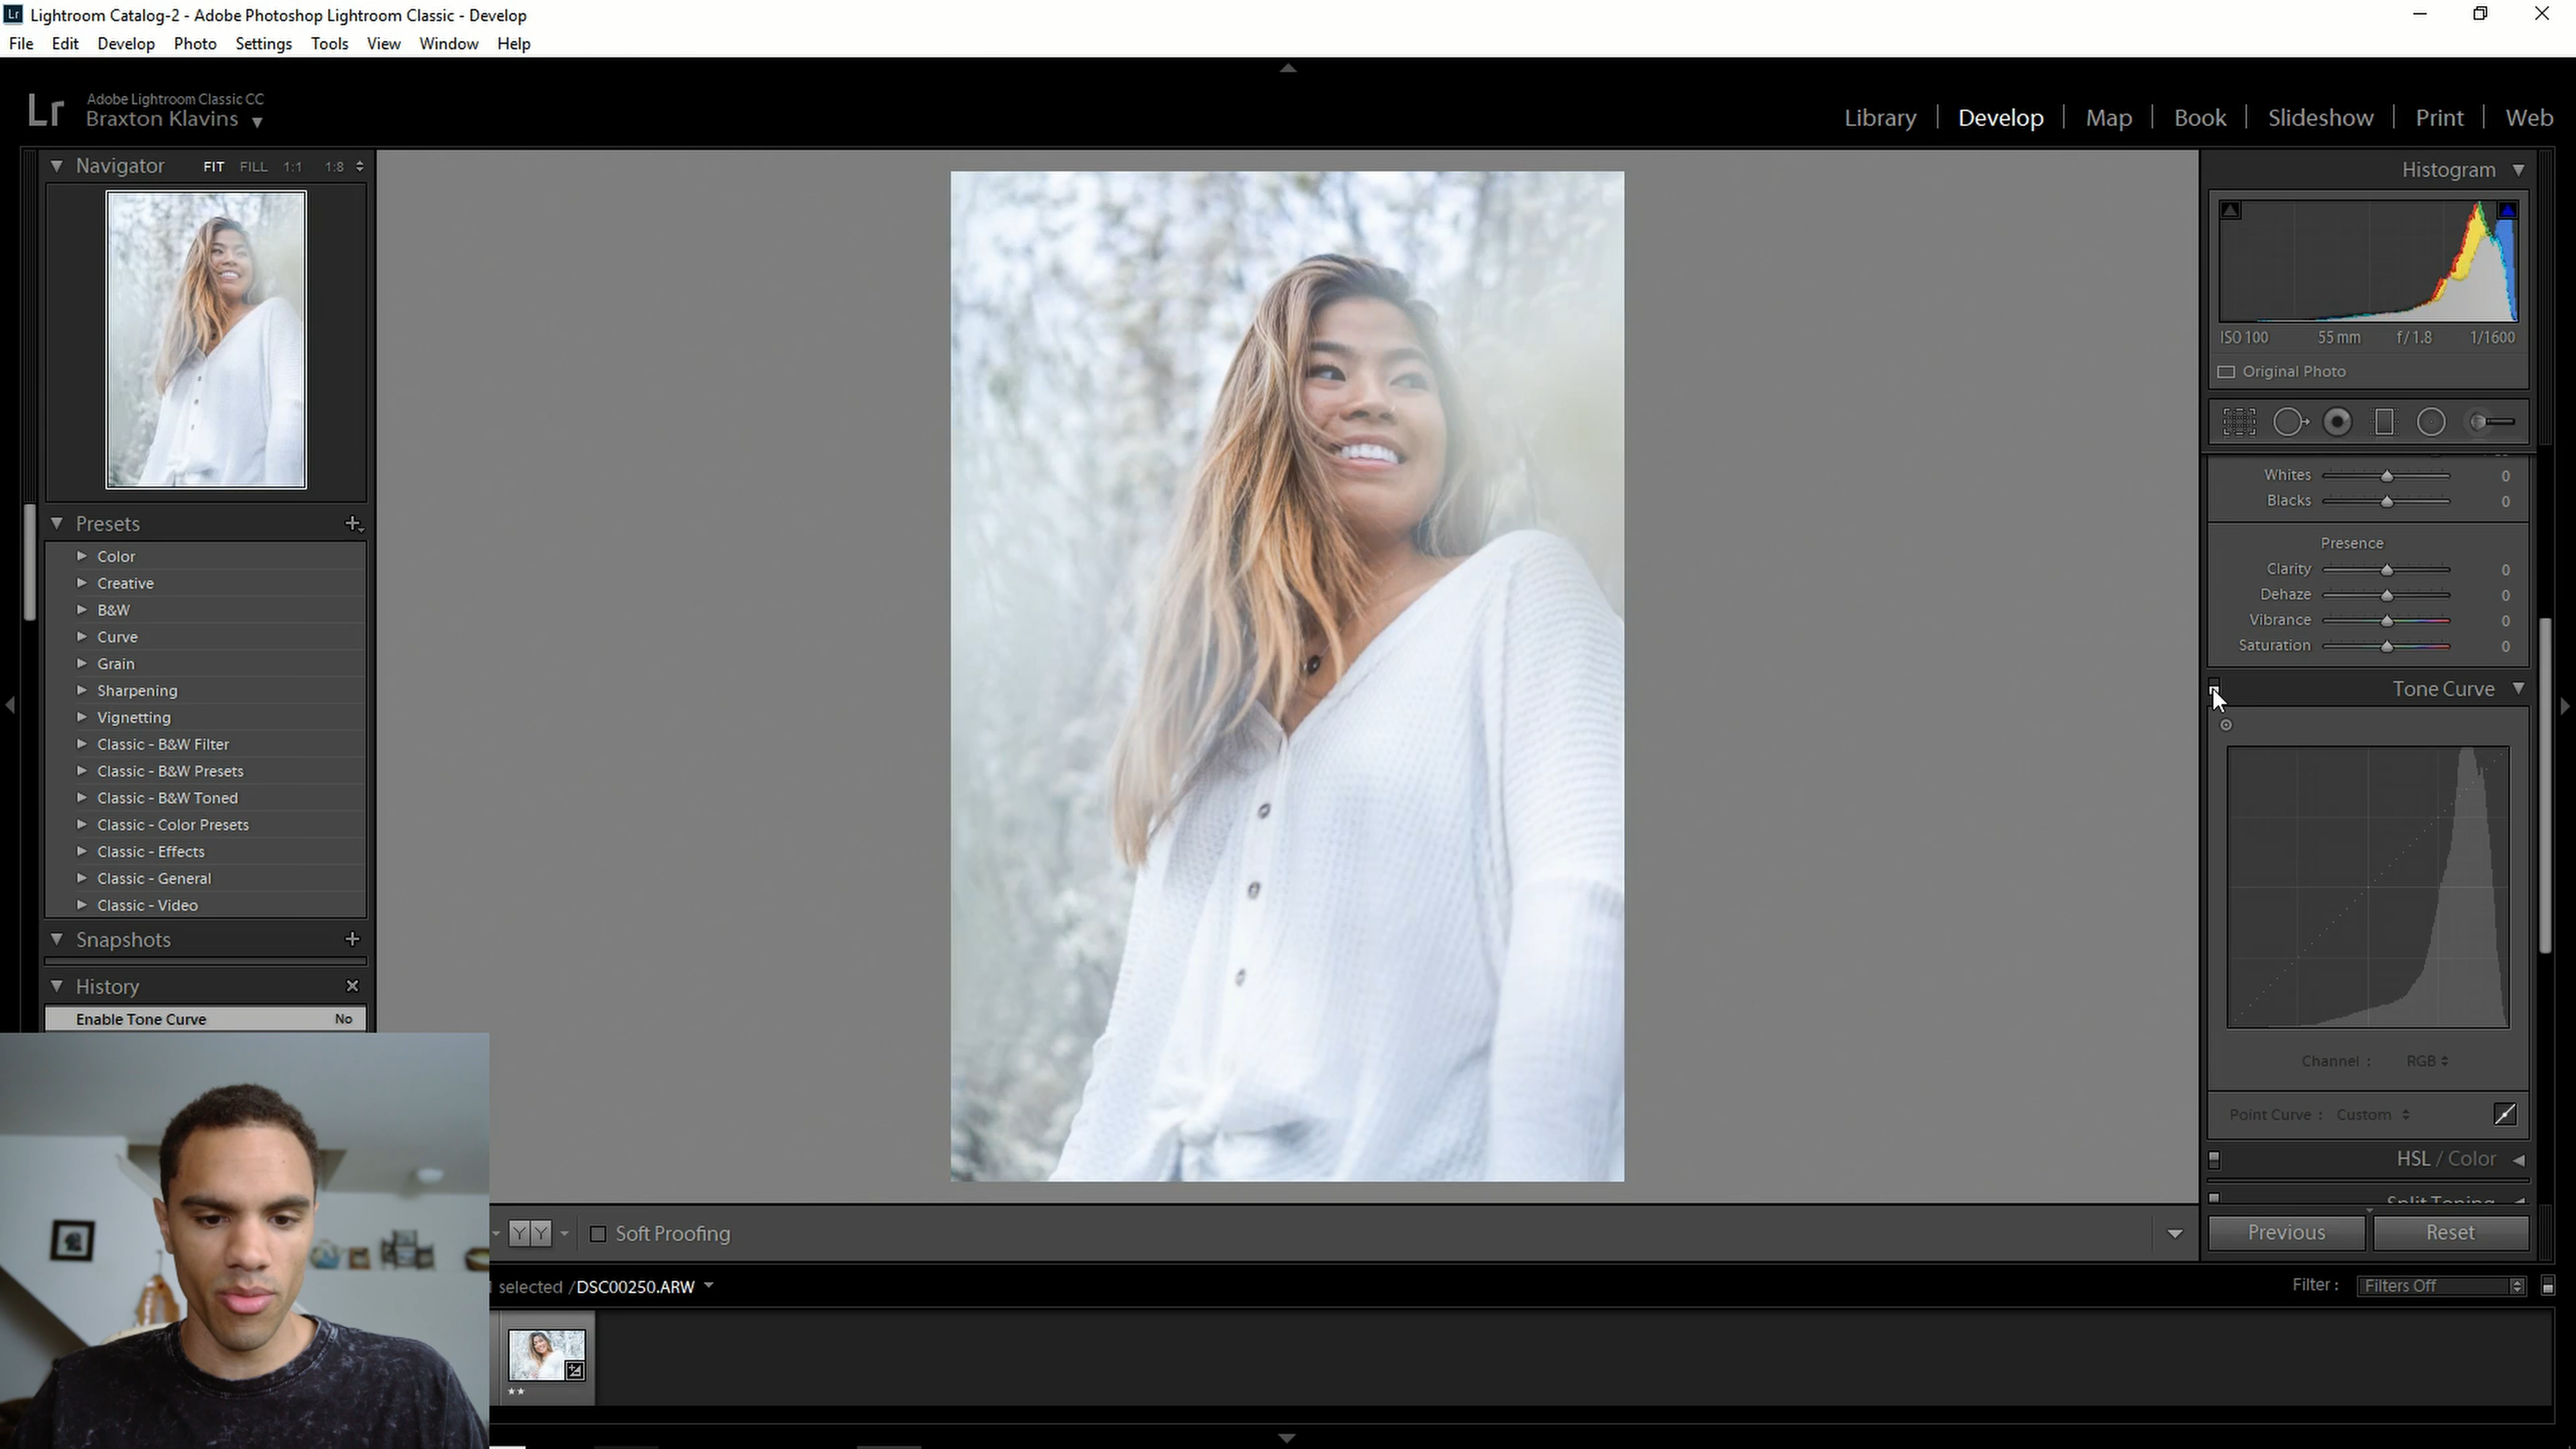 Lr Lightroom Catalog-2 - Adobe Photoshop Lightroom Classic - Develop
File Edit Develop Photo Settings Tools View Window Help
Lr Adobe Lightroom Classic CC
Braxton Klavins
Library | Develop | Map | Book | Slideshow | Print | Web
Navigator FIT FILL 1:1 1:8
Presets +
Color
Creative
B&W
Curve
Grain
Sharpening
Vignetting
Classic - B&W Filter
Classic - B&W Presets
Classic - B&W Toned
Classic - Color Presets
Classic - Effects
Classic - General
Classic - Video
Snapshots +
History ×
Enable Tone Curve No
Histogram
ISO 100 55 mm f/1.8 1/1600
Original Photo
Whites 0
Blacks 0
Presence
Clarity 0
Dehaze 0
Vibrance 0
Saturation 0
Tone Curve
Channel : RGB
Point Curve : Custom
HSL / Color
Split Toning
Previous Reset
YY Soft Proofing
selected / DSC00250.ARW
Filter : Filters Off